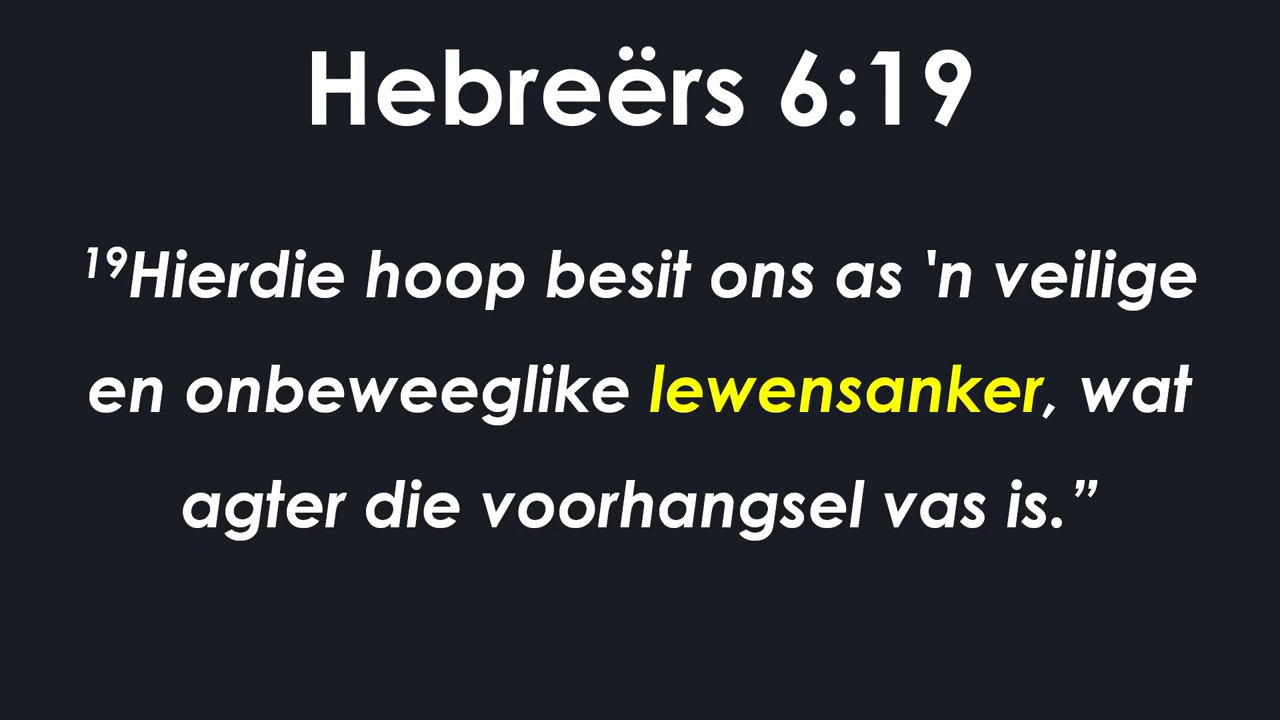 Hebreërs 6:19
¹⁹Hierdie hoop besit ons as 'n veilige
en onbeweeglike lewensanker, wat
agter die voorhangsel vas is.”